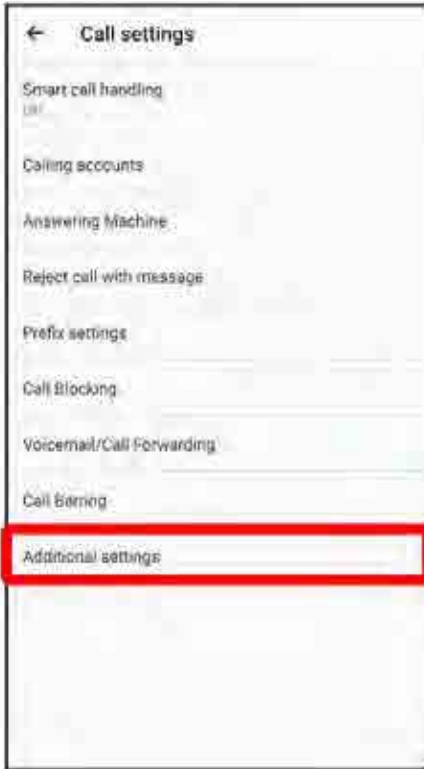 ← Call settings
Smart call handling
Calling accounts
Answering Machine
Reject call with message
Prefix settings
Call Blocking
Voicemail/Call Forwarding
Call Barring
Additional settings